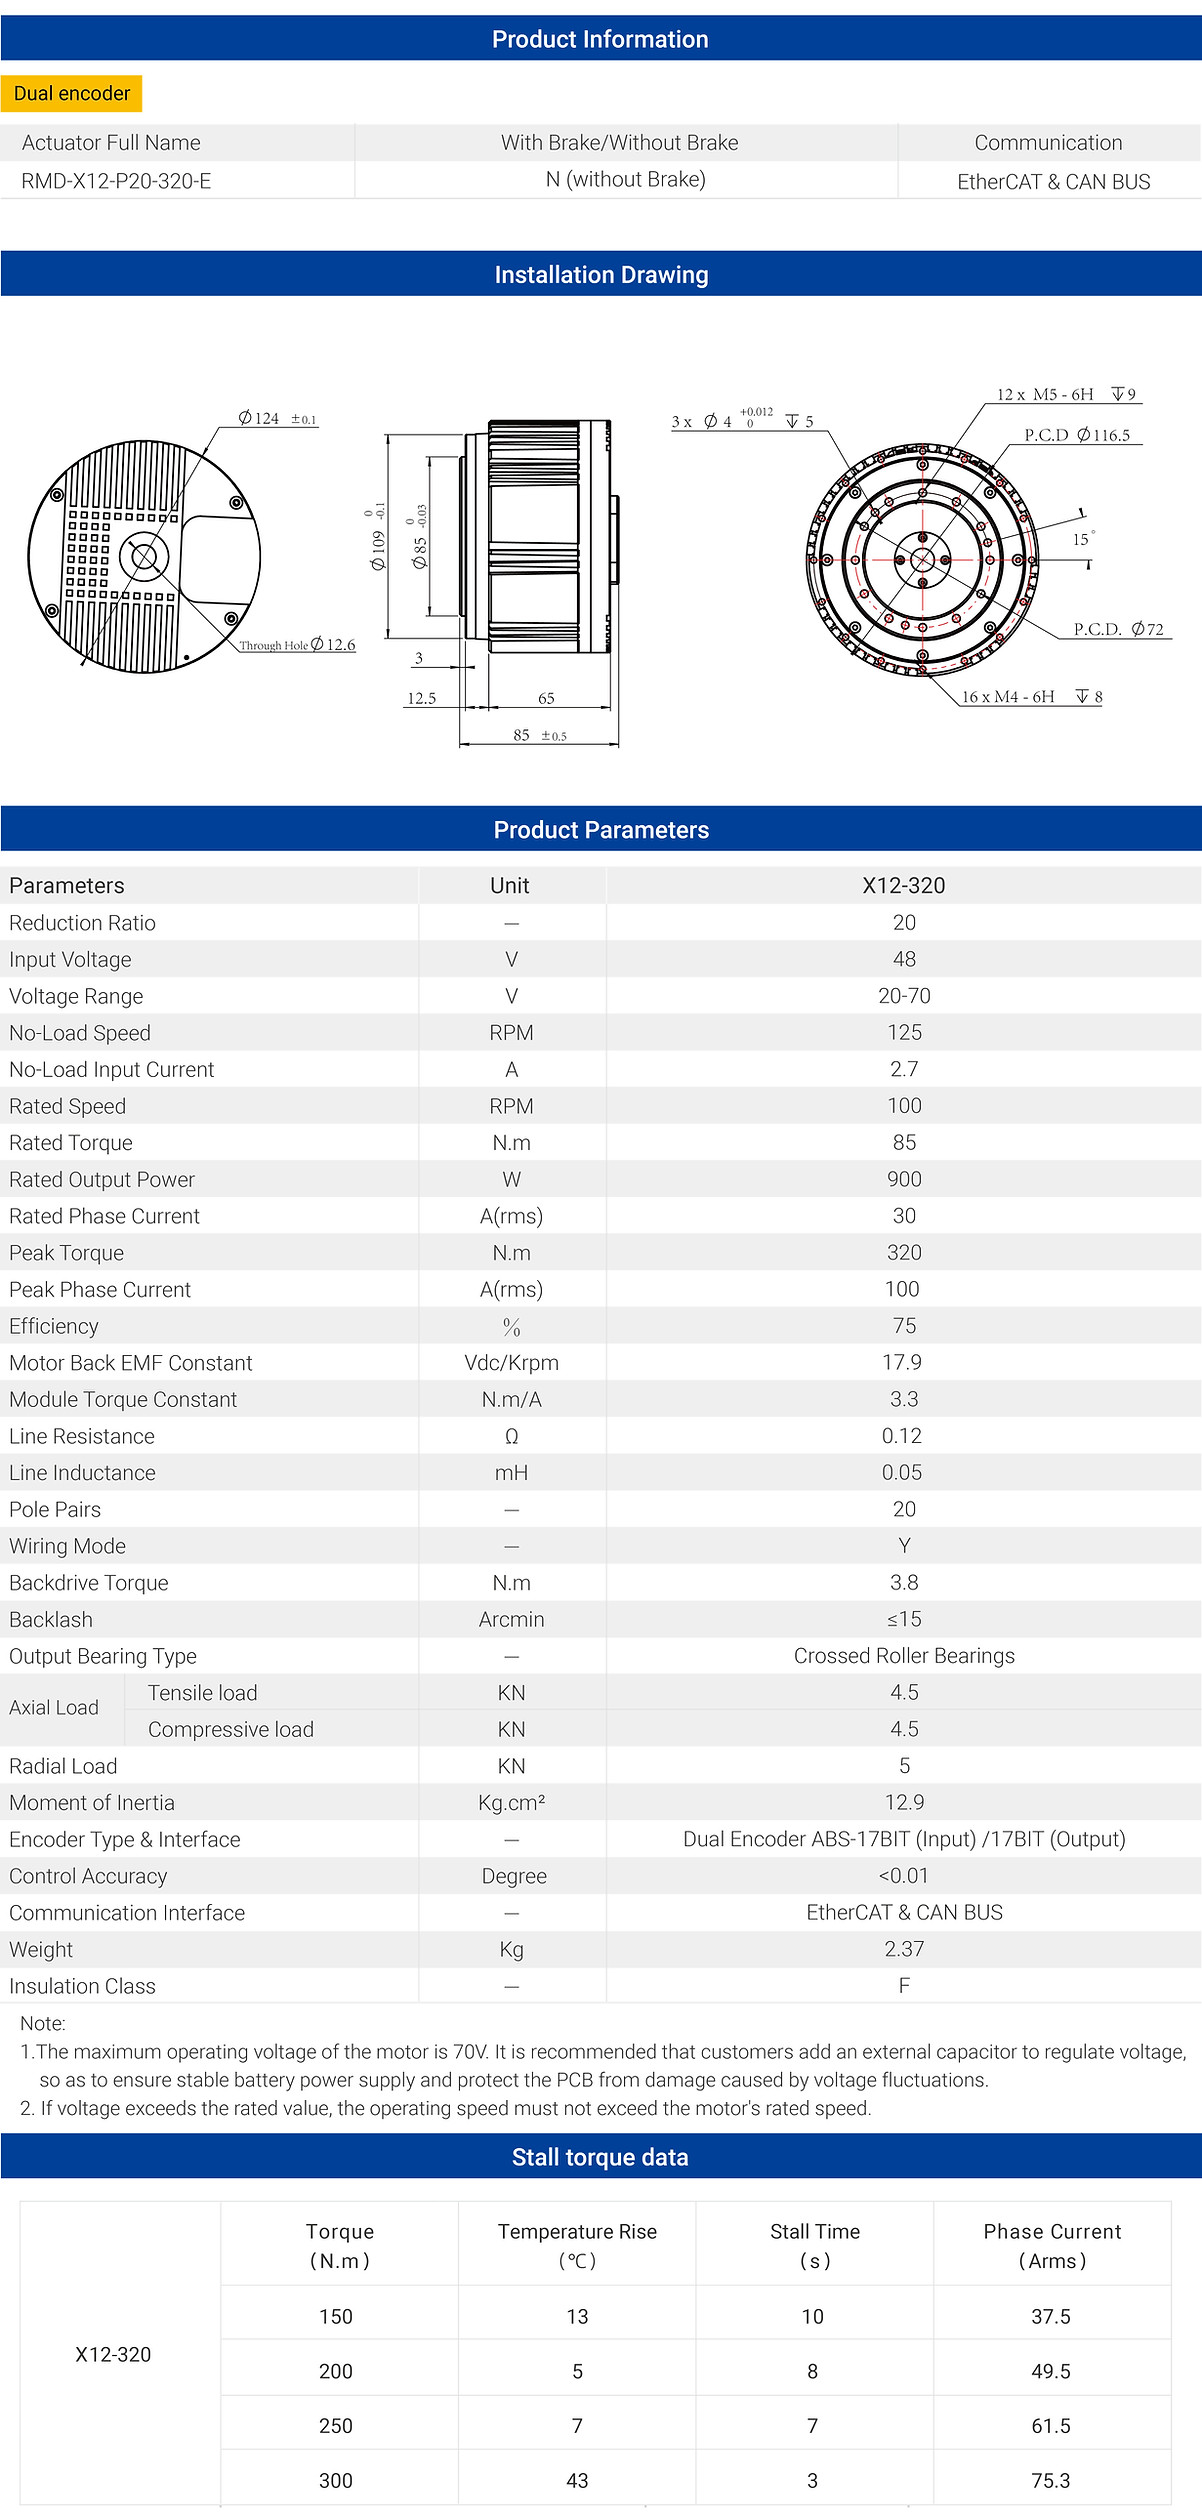 Product Information
Dual encoder
Actuator Full Name With Brake/Without Brake Communication
RMD-X12-P20-320-E N (without Brake) EtherCAT & CAN BUS
Installation Drawing
∅124 ±0.1
Through Hole ∅12.6
∅109 0 -0.1
∅85 0 -0.03
3
12.5 65
85 ±0.5
3 x ∅ 4 +0.012 0 ↧ 5
12 x M5 - 6H ↧9
P.C.D ∅116.5
15°
P.C.D. ∅72
16 x M4 - 6H ↧ 8
Product Parameters
Parameters Unit X12-320
Reduction Ratio — 20
Input Voltage V 48
Voltage Range V 20-70
No-Load Speed RPM 125
No-Load Input Current A 2.7
Rated Speed RPM 100
Rated Torque N.m 85
Rated Output Power W 900
Rated Phase Current A(rms) 30
Peak Torque N.m 320
Peak Phase Current A(rms) 100
Efficiency % 75
Motor Back EMF Constant Vdc/Krpm 17.9
Module Torque Constant N.m/A 3.3
Line Resistance Ω 0.12
Line Inductance mH 0.05
Pole Pairs — 20
Wiring Mode — Y
Backdrive Torque N.m 3.8
Backlash Arcmin ≤15
Output Bearing Type — Crossed Roller Bearings
Axial Load Tensile load KN 4.5
Compressive load KN 4.5
Radial Load KN 5
Moment of Inertia Kg.cm² 12.9
Encoder Type & Interface — Dual Encoder ABS-17BIT (Input) /17BIT (Output)
Control Accuracy Degree <0.01
Communication Interface — EtherCAT & CAN BUS
Weight Kg 2.37
Insulation Class — F
Note:
1.The maximum operating voltage of the motor is 70V. It is recommended that customers add an external capacitor to regulate voltage,
so as to ensure stable battery power supply and protect the PCB from damage caused by voltage fluctuations.
2. If voltage exceeds the rated value, the operating speed must not exceed the motor's rated speed.
Stall torque data
Torque Temperature Rise Stall Time Phase Current
(N.m) (℃) (s) (Arms)
X12-320
150 13 10 37.5
200 5 8 49.5
250 7 7 61.5
300 43 3 75.3